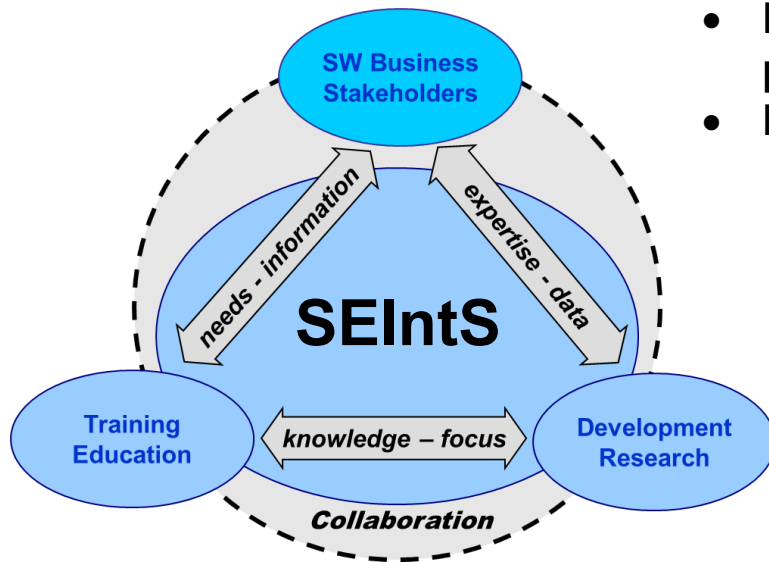 SW Business
Stakeholders
needs - information
expertise - data
SEIntS
Training
Education
knowledge – focus
Development
Research
Collaboration